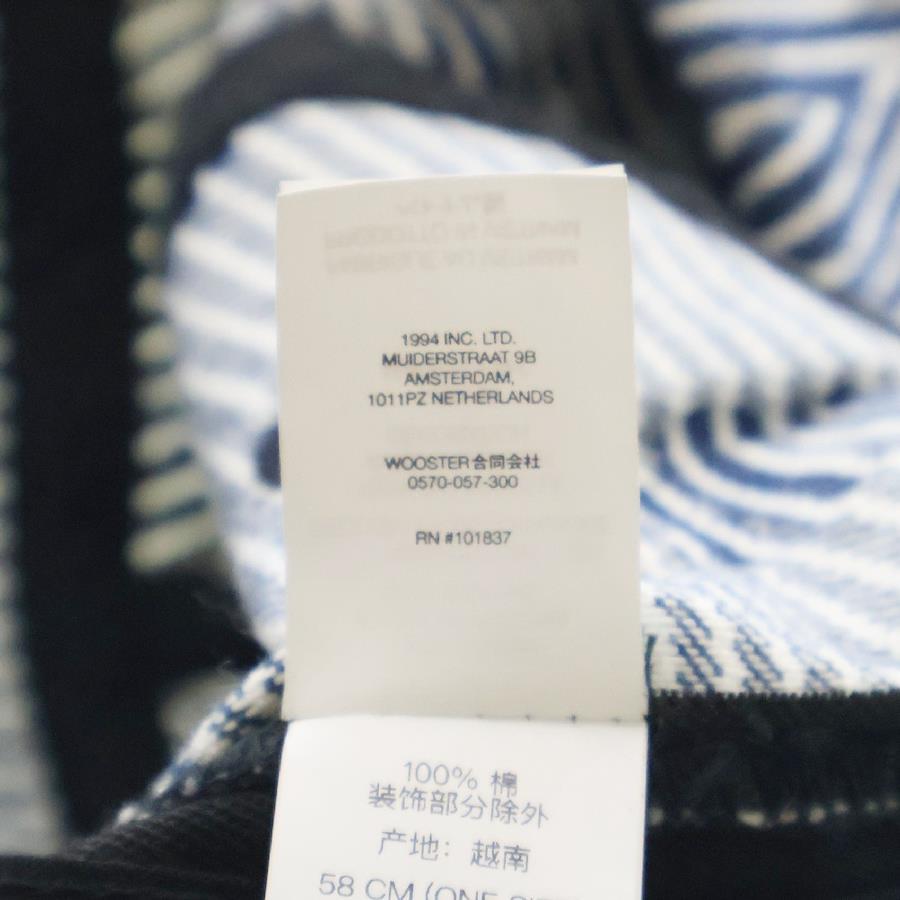 1994 INC. LTD.
MUIDERSTRAAT 9B
AMSTERDAM,
1011PZ NETHERLANDS
WOOSTER合同会社
0570-057-300
RN #101837
100% 棉
装饰部分除外
产地：越南
58 CM (ONE SIZE